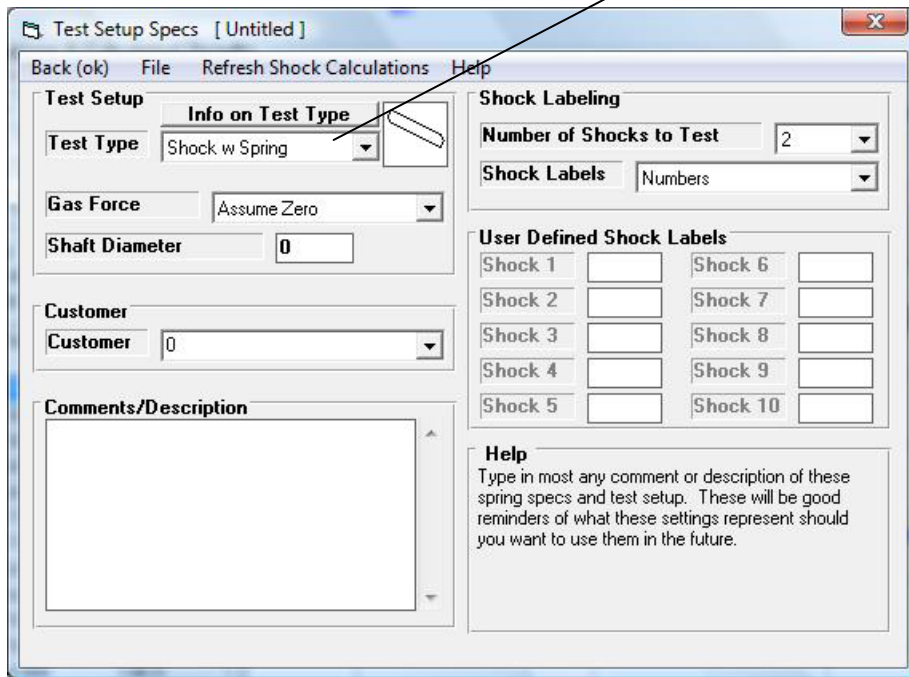 Test Setup Specs [ Untitled ]
X
Back (ok) File Refresh Shock Calculations Help
Test Setup
Info on Test Type
Test Type Shock w Spring
Gas Force Assume Zero
Shaft Diameter 0
Customer
Customer 0
Comments/Description
Shock Labeling
Number of Shocks to Test 2
Shock Labels Numbers
User Defined Shock Labels
Shock 1 Shock 6
Shock 2 Shock 7
Shock 3 Shock 8
Shock 4 Shock 9
Shock 5 Shock 10
Help
Type in most any comment or description of these
spring specs and test setup. These will be good
reminders of what these settings represent should
you want to use them in the future.